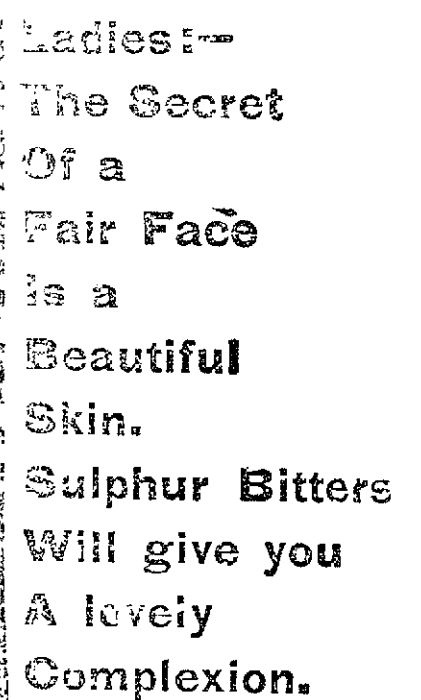 Ladies:—
The Secret
Of a
Fair Face
is a
Beautiful
Skin.
Sulphur Bitters
Will give you
A lovely
Complexion.